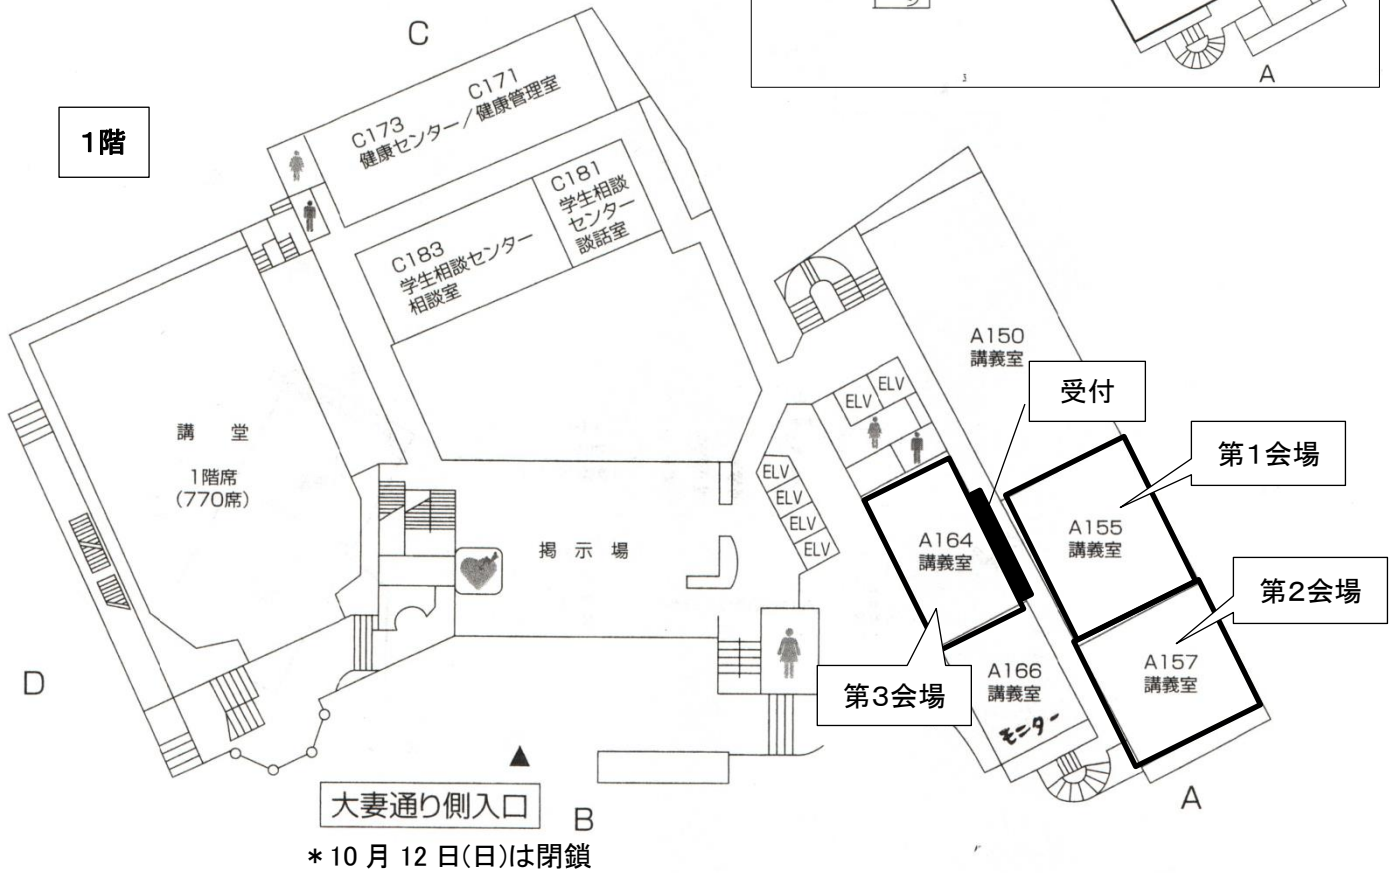 A
3
C
1階
C171
C173
健康センター/健康管理室
C181
学生相談
センター
談話室
C183
学生相談センター
相談室
A150
講義室
受付
ELV
ELV
講 堂
1階席
(770席)
第1会場
ELV
ELV
ELV
ELV
掲 示 場
A164
講義室
A155
講義室
第2会場
A157
講義室
A166
講義室
第3会場
モニター
D
A
▲
大妻通り側入口
B
*10月12日(日)は閉鎖